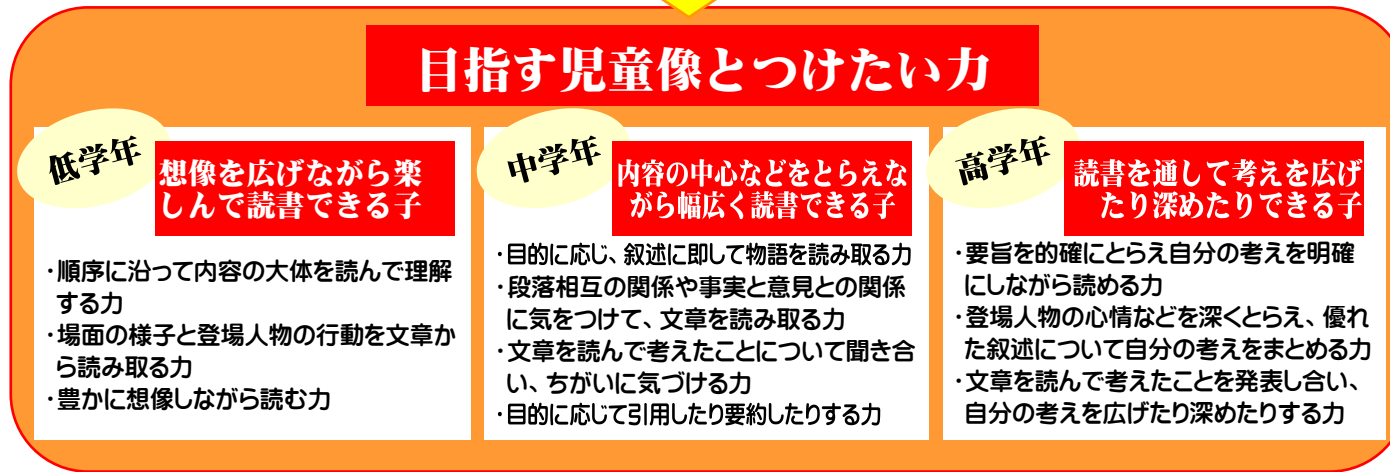 目指す児童像とつけたい力
低学年
想像を広げながら楽
しんで読書できる子
・順序に沿って内容の大体を読んで理解
する力
・場面の様子と登場人物の行動を文章か
ら読み取る力
・豊かに想像しながら読む力
中学年
内容の中心などをとらえな
がら幅広く読書できる子
・目的に応じ、叙述に即して物語を読み取る力
・段落相互の関係や事実と意見との関係
に気をつけて、文章を読み取る力
・文章を読んで考えたことについて聞き合
い、ちがいに気づける力
・目的に応じて引用したり要約したりする力
高学年
読書を通して考えを広げ
たり深めたりできる子
・要旨を的確にとらえ自分の考えを明確
にしながら読める力
・登場人物の心情などを深くとらえ、優れ
た叙述について自分の考えをまとめる力
・文章を読んで考えたことを発表し合い、
自分の考えを広げたり深めたりする力